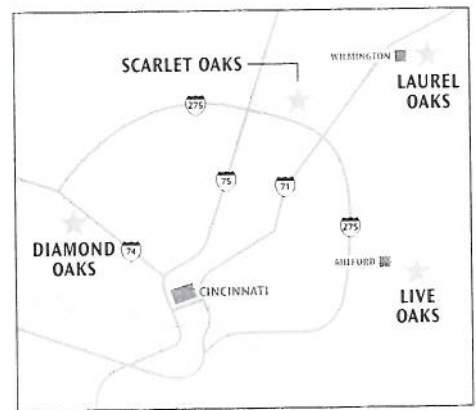 SCARLET OAKS
WILMINGTON
LAUREL
OAKS
275
75
71
275
DIAMOND
OAKS
74
MILFORD
CINCINNATI
LIVE
OAKS